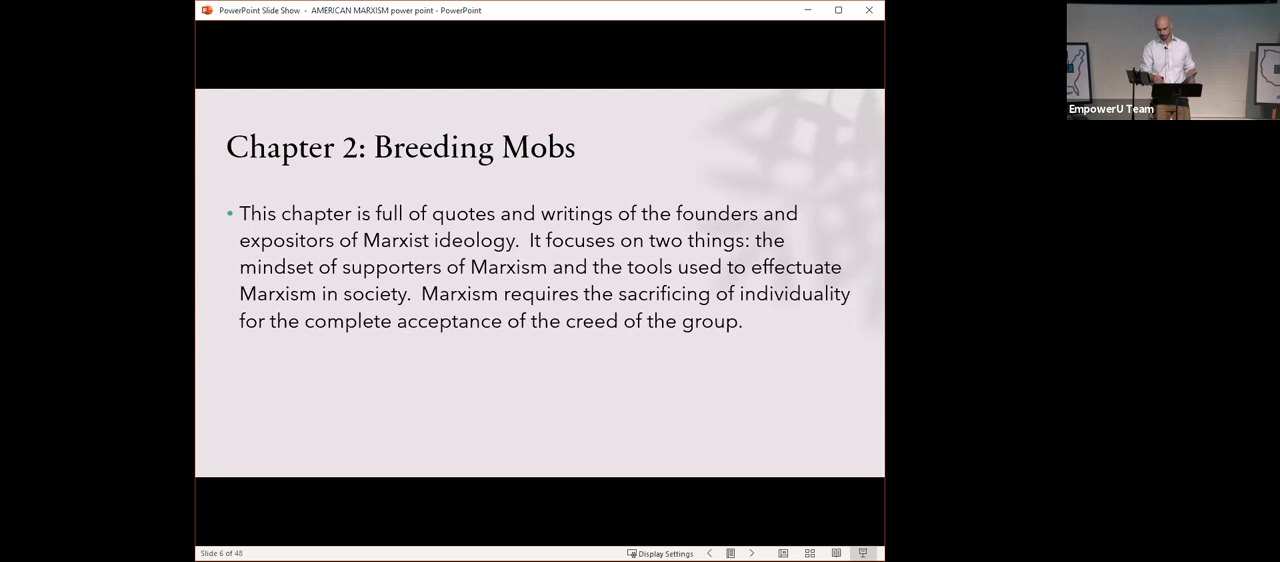 PowerPoint Slide Show - AMERICAN MARXISM power point - PowerPoint
EmpowerU Team
Chapter 2: Breeding Mobs
• This chapter is full of quotes and writings of the founders and
expositors of Marxist ideology.  It focuses on two things: the
mindset of supporters of Marxism and the tools used to effectuate
Marxism in society.  Marxism requires the sacrificing of individuality
for the complete acceptance of the creed of the group.
Slide 6 of 48
Display Settings